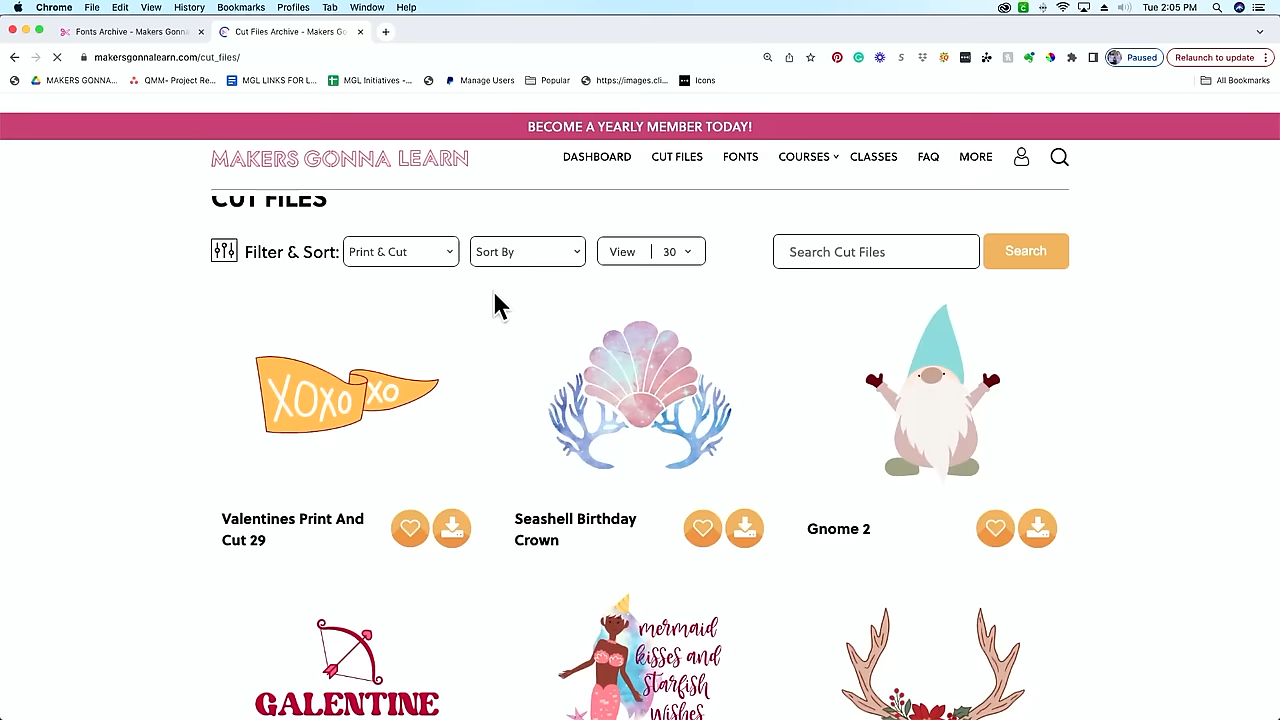 Chrome File Edit View History Bookmarks Profiles Tab Window Help Tue 2:05 PM
Fonts Archive - Makers Gonna Cut Files Archive - Makers Go
makersgonnalearn.com/cut_files/ Paused Relaunch to update
MAKERS GONNA... QMM- Project Re... MGL LINKS FOR L... MGL Initiatives -... Manage Users Popular https://images.cli... Icons All Bookmarks
BECOME A YEARLY MEMBER TODAY!
MAKERS GONNA LEARN DASHBOARD CUT FILES FONTS COURSES CLASSES FAQ MORE
CUT FILES
Filter & Sort: Print & Cut Sort By View 30 Search Cut Files Search
XOXO XO
Valentines Print And
Cut 29
Seashell Birthday
Crown
Gnome 2
GALENTINE
mermaid
kisses and
starfish
wishes